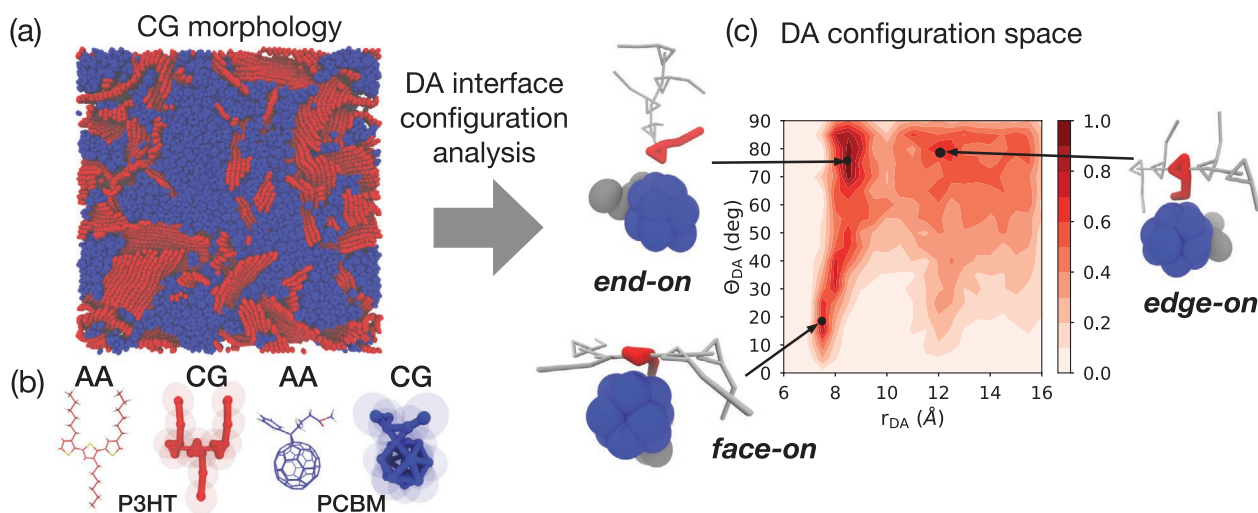 (a)
CG morphology
DA interface
configuration
analysis
end-on
face-on
edge-on
(b)
AA
CG
AA
CG
P3HT
PCBM
(c) DA configuration space
90
80
70
60
50
40
30
20
10
0
ΘDA (deg)
6
8
10
12
14
16
rDA (Å)
1.0
0.8
0.6
0.4
0.2
0.0